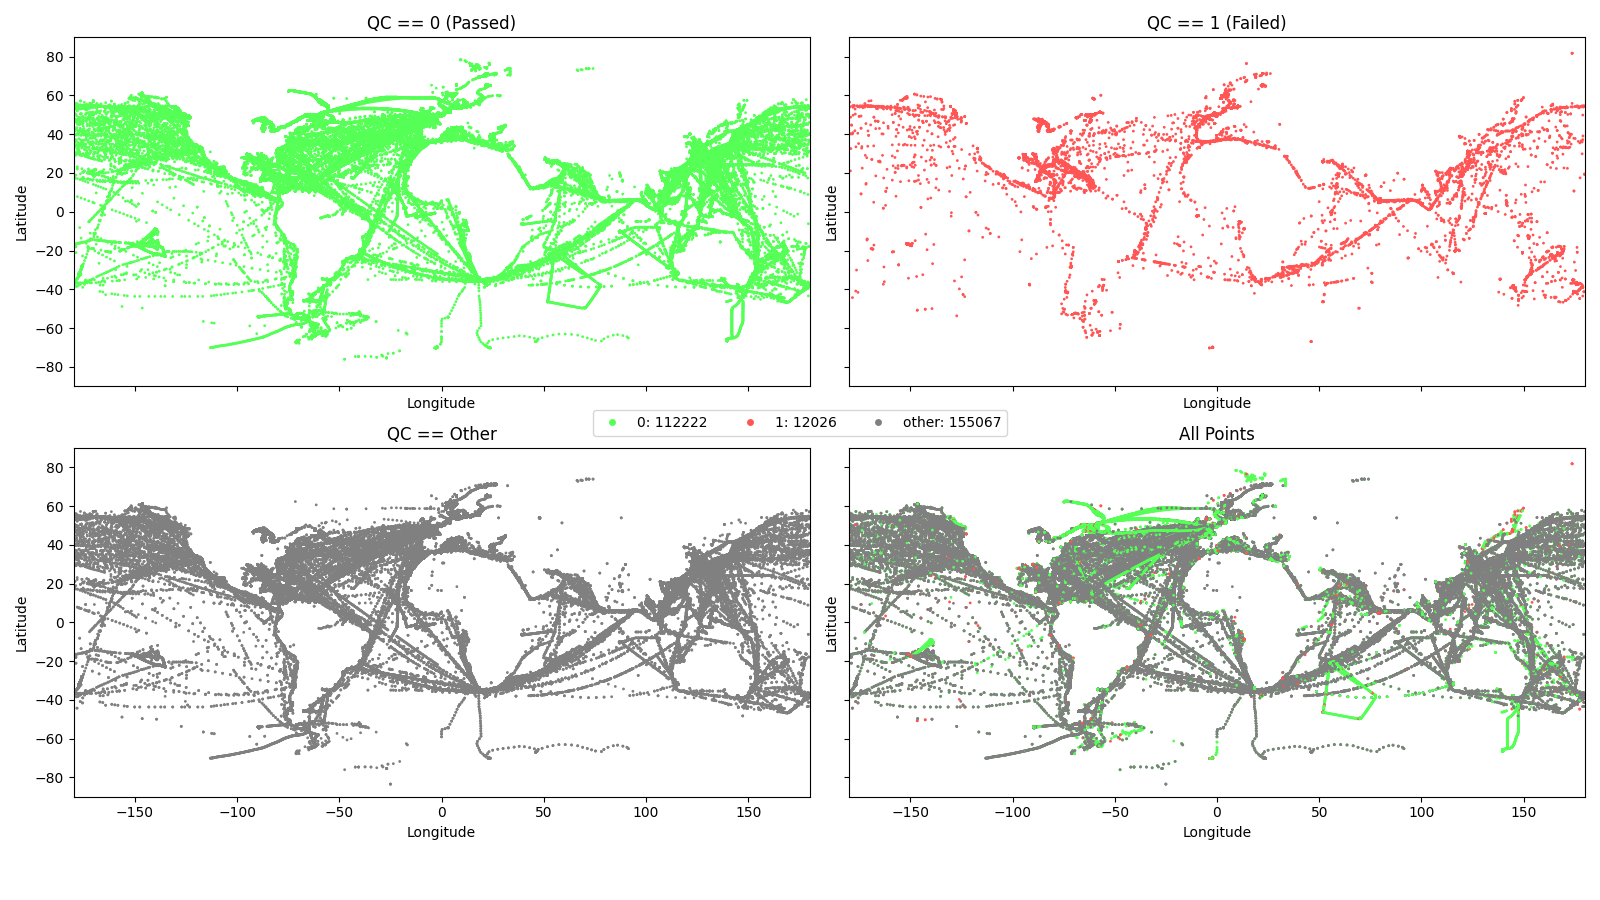 QC == 0 (Passed)
QC == 1 (Failed)
80
60
40
20
0
−20
−40
−60
−80
Latitude
Latitude
Longitude
Longitude
0: 112222
1: 12026
other: 155067
QC == Other
All Points
80
60
40
20
0
−20
−40
−60
−80
Latitude
Latitude
−150 −100 −50 0 50 100 150
−150 −100 −50 0 50 100 150
Longitude
Longitude